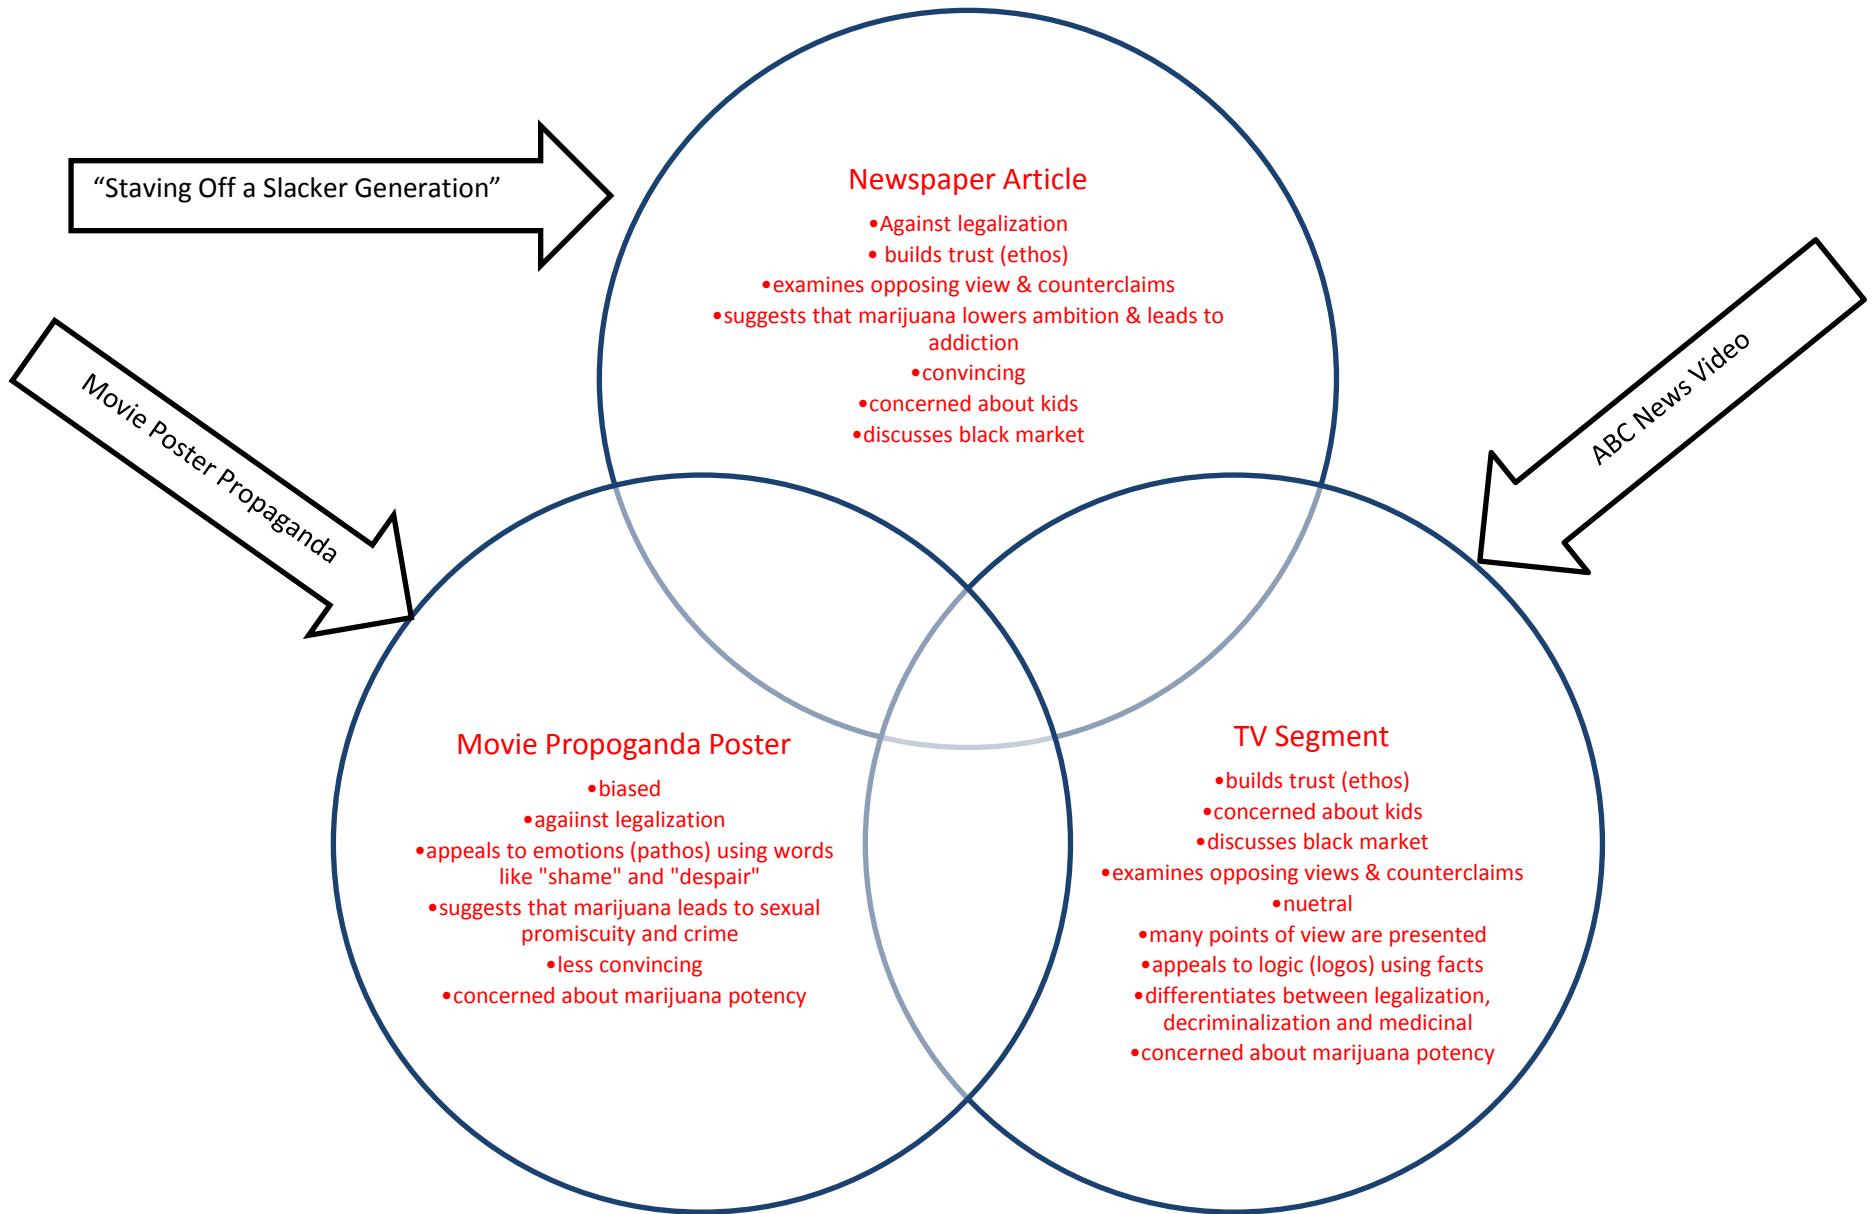 “Staving Off a Slacker Generation”
Movie Poster Propaganda
ABC News Video
Newspaper Article
•Against legalization
• builds trust (ethos)
•examines opposing view & counterclaims
•suggests that marijuana lowers ambition & leads to
addiction
•convincing
•concerned about kids
•discusses black market
Movie Propoganda Poster
•biased
•agaiinst legalization
•appeals to emotions (pathos) using words
like "shame" and "despair"
•suggests that marijuana leads to sexual
promiscuity and crime
•less convincing
•concerned about marijuana potency
TV Segment
•builds trust (ethos)
•concerned about kids
•discusses black market
•examines opposing views & counterclaims
•nuetral
•many points of view are presented
•appeals to logic (logos) using facts
•differentiates between legalization,
decriminalization and medicinal
•concerned about marijuana potency